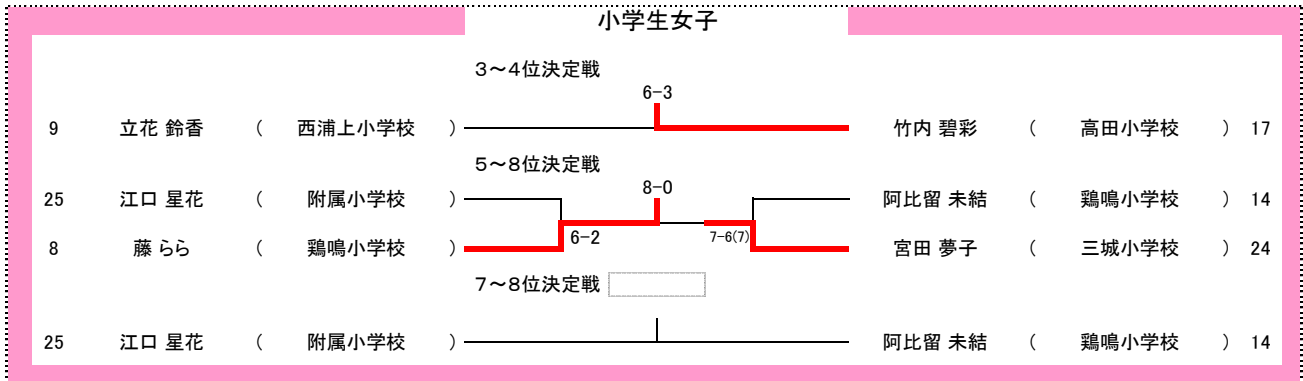 小学生女子
3～4位決定戦
6-3
9 立花 鈴香 ( 西浦上小学校 ) 竹内 碧彩 ( 高田小学校 ) 17
5～8位決定戦
8-0
25 江口 星花 ( 附属小学校 ) 阿比留 未結 ( 鶏鳴小学校 ) 14
6-2 7-6(7)
8 藤 らら ( 鶏鳴小学校 ) 宮田 夢子 ( 三城小学校 ) 24
7～8位決定戦
25 江口 星花 ( 附属小学校 ) 阿比留 未結 ( 鶏鳴小学校 ) 14